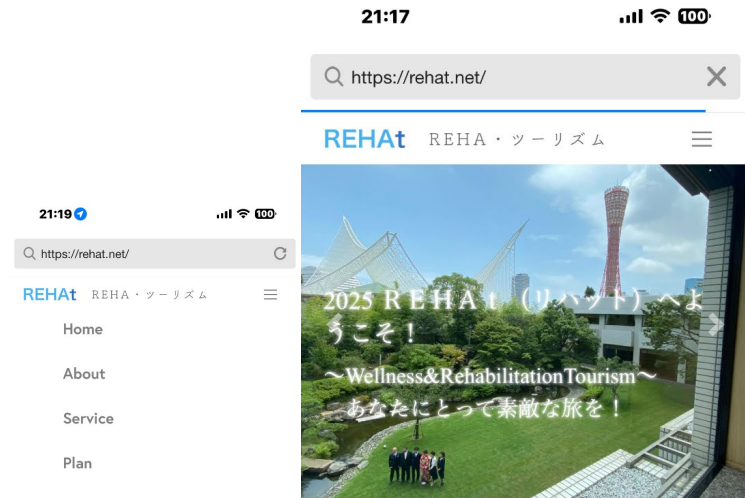 21:19
100
https://rehat.net/
REHAt REHA・ツーリズム
Home
About
Service
Plan
21:17
100
https://rehat.net/
REHAt REHA・ツーリズム
2025 ＲＥＨＡｔ（リハット）へよ
うこそ！
～Wellness&RehabilitationTourism～
あなたにとって素敵な旅を！